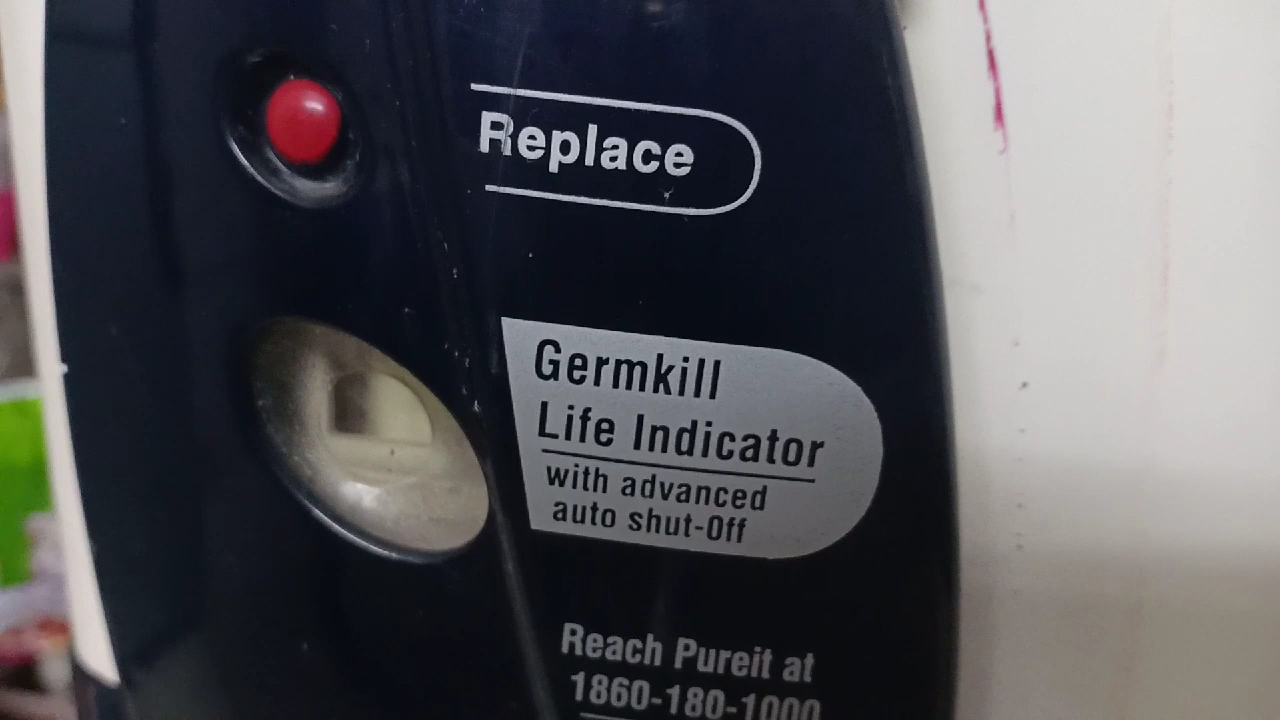 Replace
Germkill
Life Indicator
with advanced
auto shut-Off
Reach Pureit at
1860-180-1000